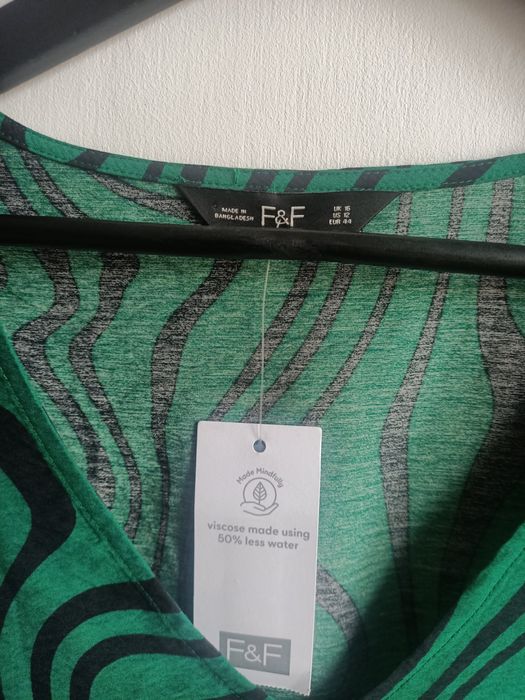 MADE IN
BANGLADESH
F&F
UK 16
US 12
EUR 44
Made Mindfully
viscose made using
50% less water
F&F